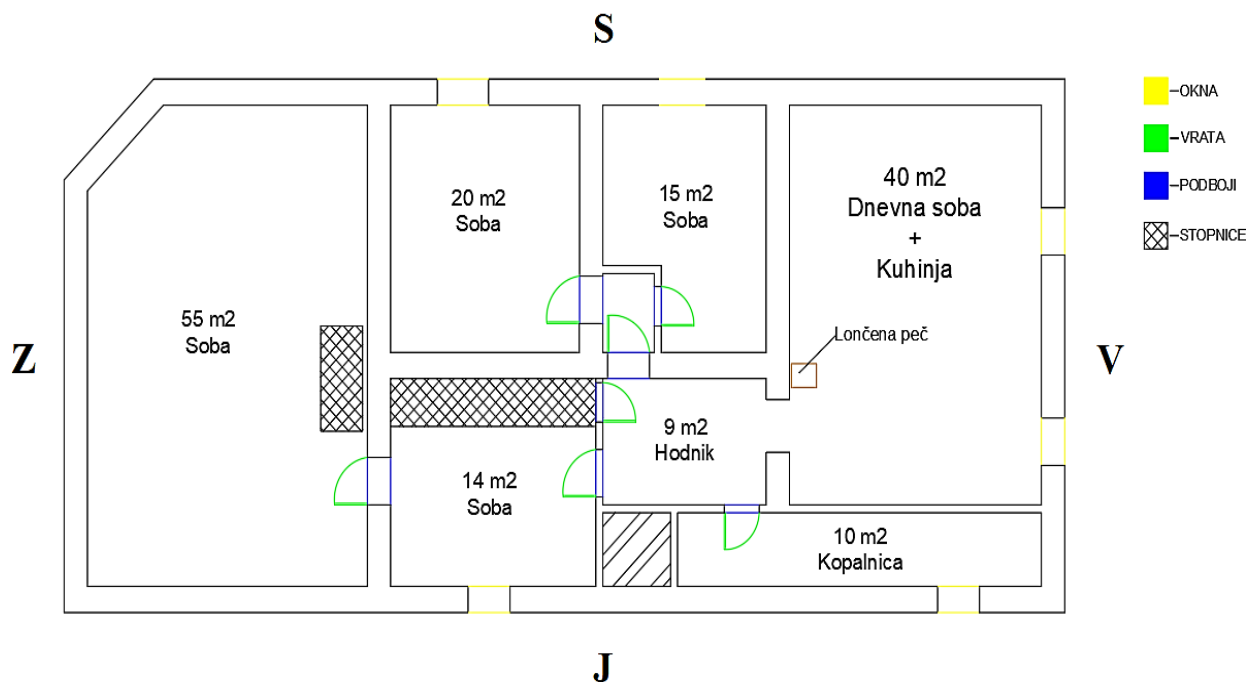 S
OKNA
VRATA
PODBOJI
STOPNICE
20 m2
Soba
15 m2
Soba
40 m2
Dnevna soba
+
Kuhinja
55 m2
Soba
Lončena peč
Z
V
9 m2
Hodnik
14 m2
Soba
10 m2
Kopalnica
J